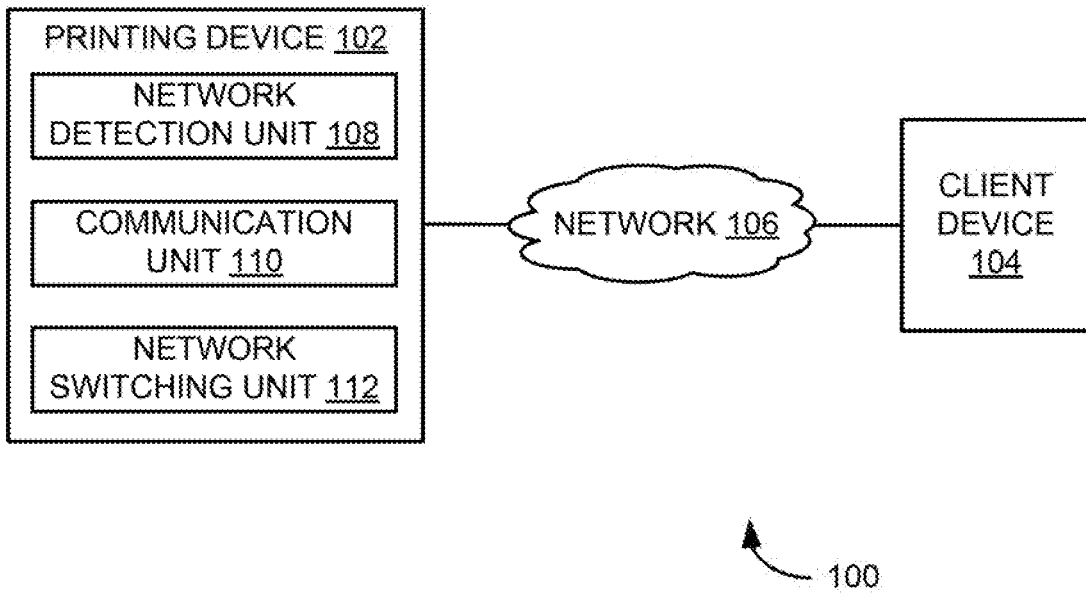 PRINTING DEVICE 102
NETWORK
DETECTION UNIT 108
COMMUNICATION
UNIT 110
NETWORK
SWITCHING UNIT 112
NETWORK 106
CLIENT
DEVICE
104
100